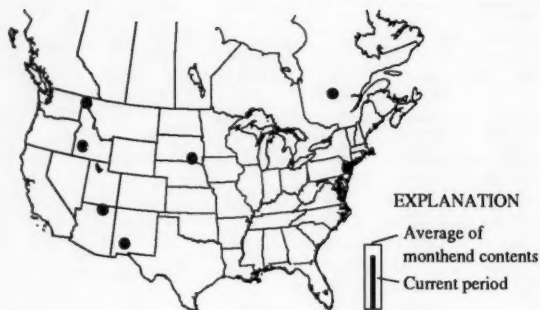 EXPLANATION
Average of
monthend contents
Current period